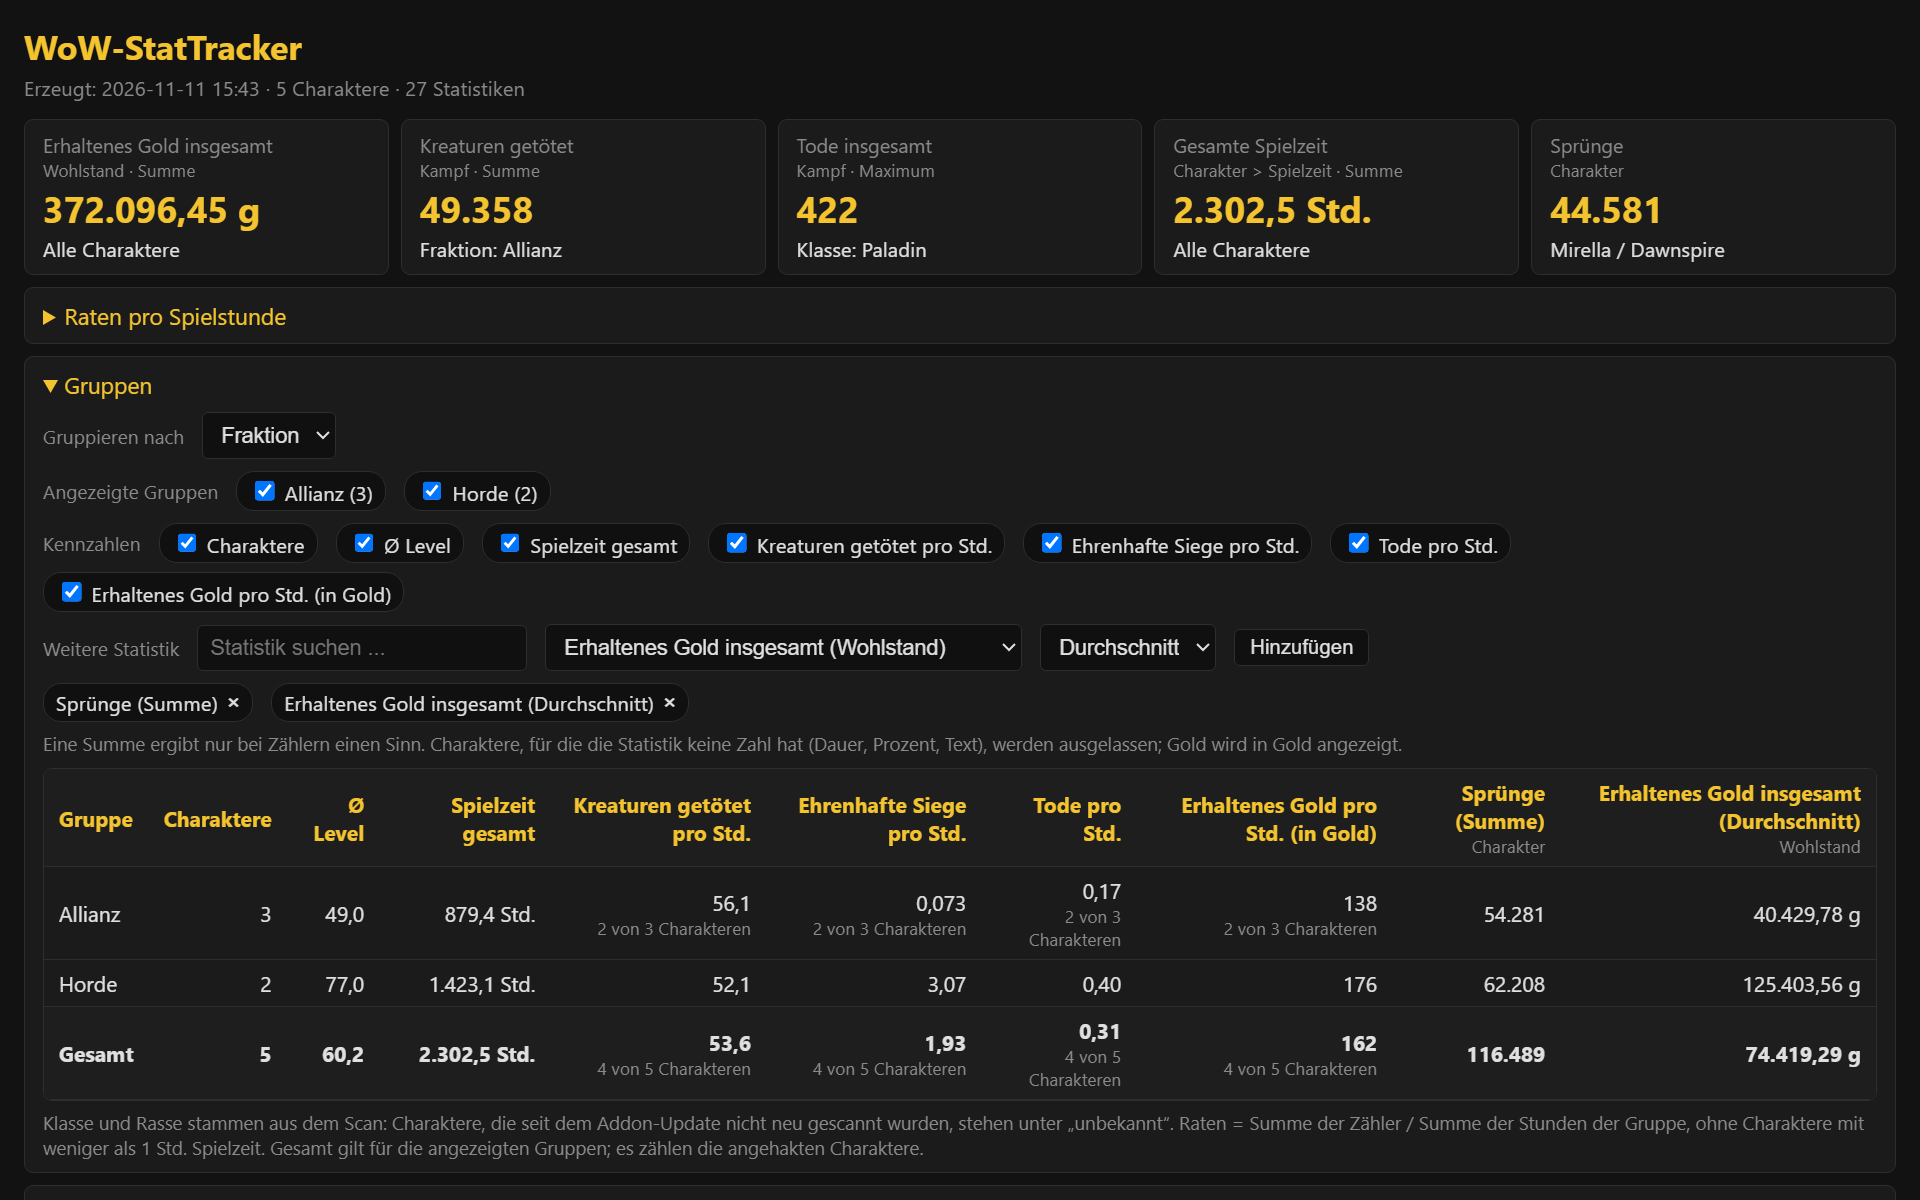 WoW-StatTracker
Erzeugt: 2026-11-11 15:43 · 5 Charaktere · 27 Statistiken
Erhaltenes Gold insgesamt
Wohlstand · Summe
372.096,45 g
Alle Charaktere
Kreaturen getötet
Kampf · Summe
49.358
Fraktion: Allianz
Tode insgesamt
Kampf · Maximum
422
Klasse: Paladin
Gesamte Spielzeit
Charakter > Spielzeit · Summe
2.302,5 Std.
Alle Charaktere
Sprünge
Charakter
44.581
Mirella / Dawnspire
▶ Raten pro Spielstunde
▼ Gruppen
Gruppieren nach Fraktion
Angezeigte Gruppen Allianz (3) Horde (2)
Kennzahlen Charaktere Ø Level Spielzeit gesamt Kreaturen getötet pro Std. Ehrenhafte Siege pro Std. Tode pro Std.
Erhaltenes Gold pro Std. (in Gold)
Weitere Statistik Statistik suchen ... Erhaltenes Gold insgesamt (Wohlstand) Durchschnitt Hinzufügen
Sprünge (Summe) × Erhaltenes Gold insgesamt (Durchschnitt) ×
Eine Summe ergibt nur bei Zählern einen Sinn. Charaktere, für die die Statistik keine Zahl hat (Dauer, Prozent, Text), werden ausgelassen; Gold wird in Gold angezeigt.
Gruppe
Charaktere
Ø
Level
Spielzeit
gesamt
Kreaturen getötet
pro Std.
Ehrenhafte Siege
pro Std.
Tode pro
Std.
Erhaltenes Gold pro
Std. (in Gold)
Sprünge
(Summe)
Charakter
Erhaltenes Gold insgesamt
(Durchschnitt)
Wohlstand
Allianz
3
49,0
879,4 Std.
56,1
2 von 3 Charakteren
0,073
2 von 3 Charakteren
0,17
2 von 3
Charakteren
138
2 von 3 Charakteren
54.281
40.429,78 g
Horde
2
77,0
1.423,1 Std.
52,1
3,07
0,40
176
62.208
125.403,56 g
Gesamt
5
60,2
2.302,5 Std.
53,6
4 von 5 Charakteren
1,93
4 von 5 Charakteren
0,31
4 von 5
Charakteren
162
4 von 5 Charakteren
116.489
74.419,29 g
Klasse und Rasse stammen aus dem Scan: Charaktere, die seit dem Addon-Update nicht neu gescannt wurden, stehen unter „unbekannt“. Raten = Summe der Zähler / Summe der Stunden der Gruppe, ohne Charaktere mit
weniger als 1 Std. Spielzeit. Gesamt gilt für die angezeigten Gruppen; es zählen die angehakten Charaktere.